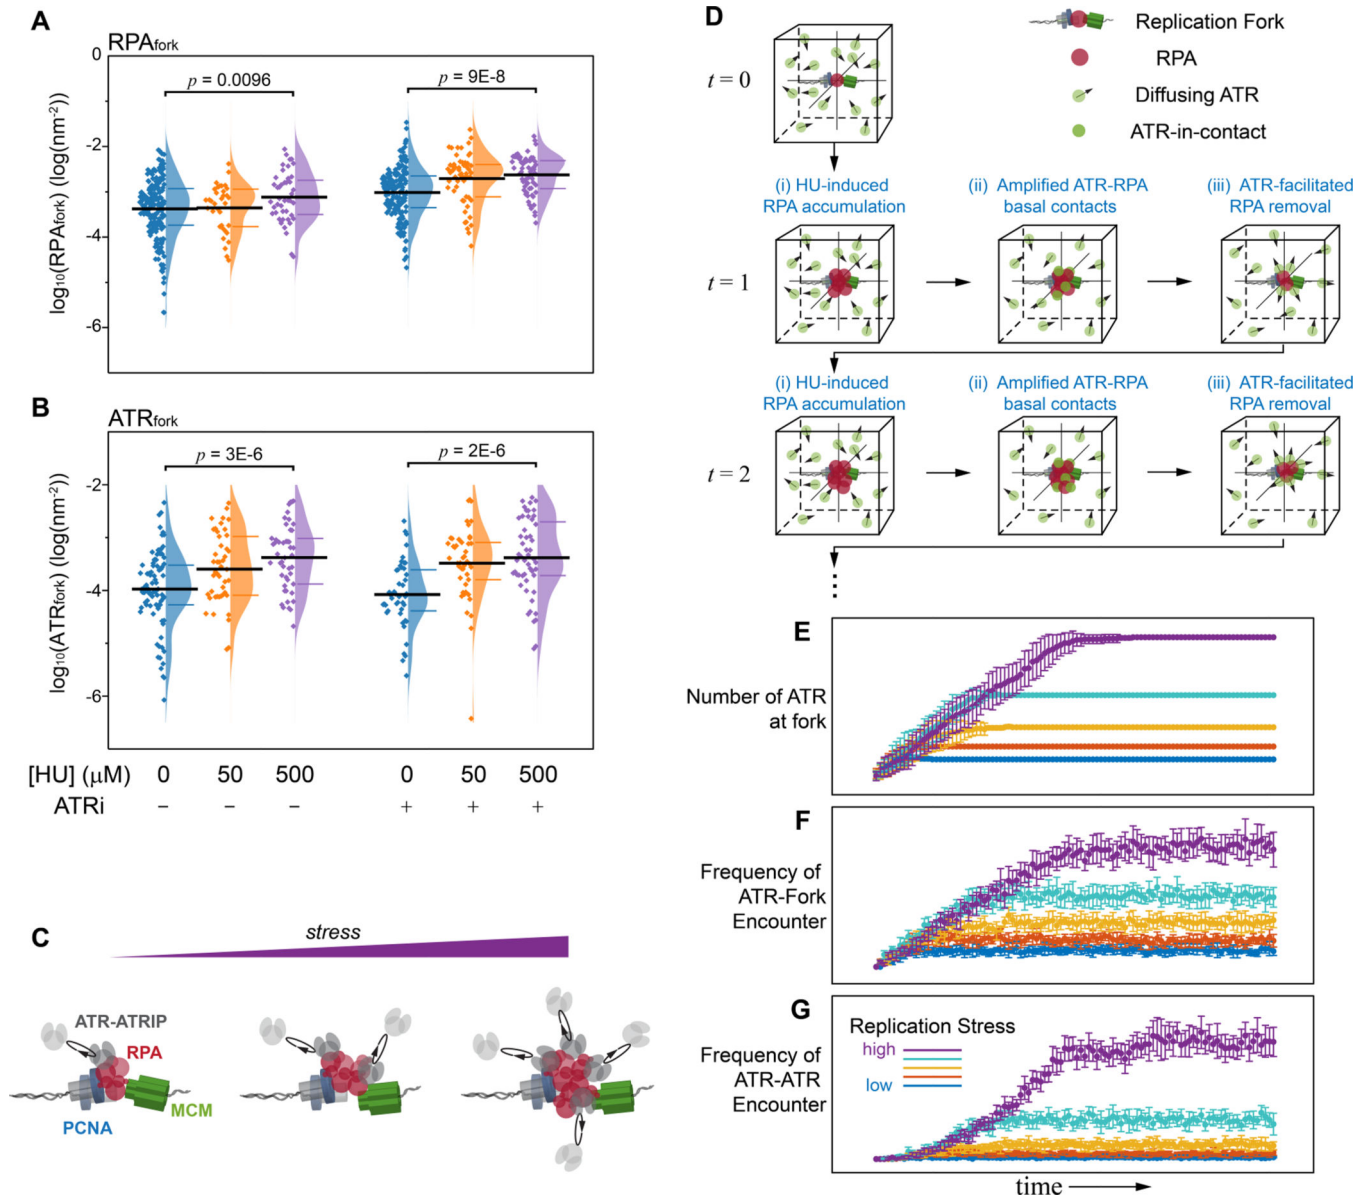 A
RPAfork
0
-2
-4
-6
log10(RPAfork) (log(nm-2))
p = 0.0096
p = 9E-8
B
ATRfork
-2
-4
-6
log10(ATRfork) (log(nm-2))
p = 3E-6
p = 2E-6
[HU] (μM) 0 50 500 0 50 500
ATRi − − − + + +
C
stress
ATR-ATRIP
RPA
MCM
PCNA
D
Replication Fork
RPA
Diffusing ATR
ATR-in-contact
t = 0
(i) HU-induced
RPA accumulation
(ii) Amplified ATR-RPA
basal contacts
(iii) ATR-facilitated
RPA removal
t = 1
(i) HU-induced
RPA accumulation
(ii) Amplified ATR-RPA
basal contacts
(iii) ATR-facilitated
RPA removal
t = 2
E
Number of ATR
at fork
F
Frequency of
ATR-Fork
Encounter
G
Frequency of
ATR-ATR
Encounter
Replication Stress
high
low
time